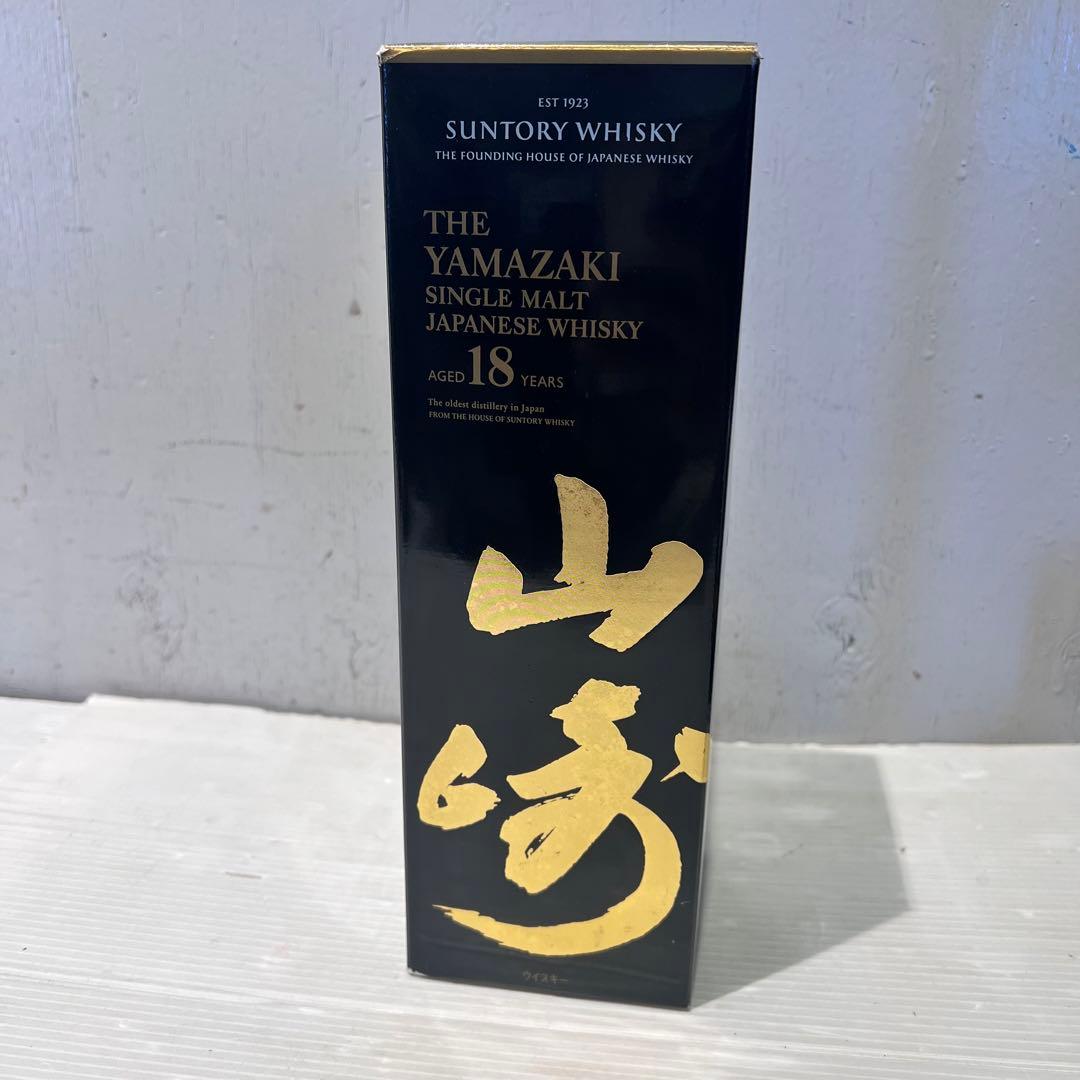 EST 1923
SUNTORY WHISKY
THE FOUNDING HOUSE OF JAPANESE WHISKY
THE
YAMAZAKI
SINGLE MALT
JAPANESE WHISKY
AGED 18 YEARS
The oldest distillery in Japan
FROM THE HOUSE OF SUNTORY WHISKY
山
崎
ウイスキー